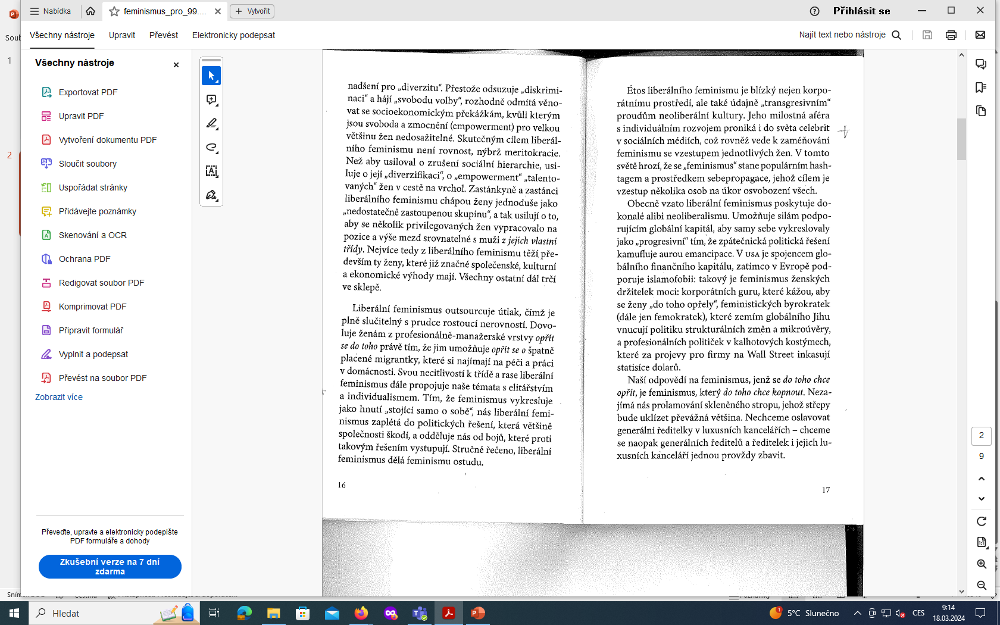 Nabídka
feminismus_pro_99....
Vytvořit
Přihlásit se
Soub
Všechny nástroje
Upravit
Převést
Elektronicky podepsat
Najít text nebo nástroje
1
2
Všechny nástroje
Exportovat PDF
Upravit PDF
Vytvoření dokumentu PDF
Sloučit soubory
Uspořádat stránky
Přidávejte poznámky
Skenování a OCR
Ochrana PDF
Redigovat soubor PDF
Komprimovat PDF
Připravit formulář
Vyplnit a podepsat
Převést na soubor PDF
Zobrazit více
Převeďte, upravte a elektronicky podepište
PDF formuláře a dohody
Zkušební verze na 7 dní
zdarma
nadšení pro „diverzitu“. Přestože odsuzuje „diskrimi-
naci“ a hájí „svobodu volby“, rozhodně odmítá věno-
vat se socioekonomickým překážkám, kvůli kterým
jsou svoboda a zmocnění (empowerment) pro velkou
většinu žen nedosažitelné. Skutečným cílem liberál-
ního feminismu není rovnost, nýbrž meritokracie.
Než aby usiloval o zrušení sociální hierarchie, usi-
luje o její „diverzifikaci“, o „empowerment“ „talento-
vaných“ žen v cestě na vrchol. Zastánkyně a zastánci
liberálního feminismu chápou ženy jednoduše jako
„nedostatečně zastoupenou skupinu“, a tak usilují o to,
aby se několik privilegovaných žen vypracovalo na
pozice a výše mezd srovnatelné s muži z jejich vlastní
třídy. Nejvíce tedy z liberálního feminismu těží pře-
devším ty ženy, které již značné společenské, kulturní
a ekonomické výhody mají. Všechny ostatní dál trčí
ve sklepě.
Liberální feminismus outsourcuje útlak, čímž je
plně slučitelný s prudce rostoucí nerovností. Dovo-
luje ženám z profesionálně-manažerské vrstvy opřít
se do toho právě tím, že jim umožňuje opřít se o špatně
placené migrantky, které si najímají na péči a práci
v domácnosti. Svou necitlivostí k třídě a rase liberální
feminismus dále propojuje naše témata s elitářstvím
a individualismem. Tím, že feminismus vykresluje
jako hnutí „stojící samo o sobě“, nás liberální femi-
nismus zaplétá do politických řešení, která většině
společnosti škodí, a odděluje nás od bojů, které proti
takovým řešením vystupují. Stručně řečeno, liberální
feminismus dělá feminismu ostudu.
16
Étos liberálního feminismu je blízký nejen korpo-
rátnímu prostředí, ale také údajně „transgresivním“
proudům neoliberální kultury. Jeho milostná aféra
s individuálním rozvojem proniká i do světa celebrit
v sociálních médiích, což rovněž vede k zaměňování
feminismu se vzestupem jednotlivých žen. V tomto
světě hrozí, že se „feminismus“ stane populárním hash-
tagem a prostředkem sebepropagace, jehož cílem je
vzestup několika osob na úkor osvobození všech.
Obecně vzato liberální feminismus poskytuje do-
konalé alibi neoliberalismu. Umožňuje silám podpo-
rujícím globální kapitál, aby samy sebe vykreslovaly
jako „progresivní“ tím, že zpátečnická politická řešení
kamufluje aurou emancipace. V USA je spojencem glo-
bálního finančního kapitálu, zatímco v Evropě pod-
poruje islamofobii: takový je feminismus ženských
držitelek moci: korporátních guru, které kážou, aby
se ženy „do toho opřely“, feministických byrokratek
(dále jen femokratek), které zemím globálního Jihu
vnucují politiku strukturálních změn a mikroúvěry,
a profesionálních političek v kalhotových kostýmech,
které za projevy pro firmy na Wall Street inkasují
statisíce dolarů.
Naší odpovědí na feminismus, jenž se do toho chce
opřít, je feminismus, který do toho chce kopnout. Neza-
jímá nás prolamování skleněného stropu, jehož střepy
bude uklízet převážná většina. Nechceme oslavovat
generální ředitelky v luxusních kancelářích – chceme
se naopak generálních ředitelů a ředitelek i jejich lu-
xusních kanceláří jednou provždy zbavit.
17
2
9
Hledat
5°C Slunečno
CES
9:14
18.03.2024